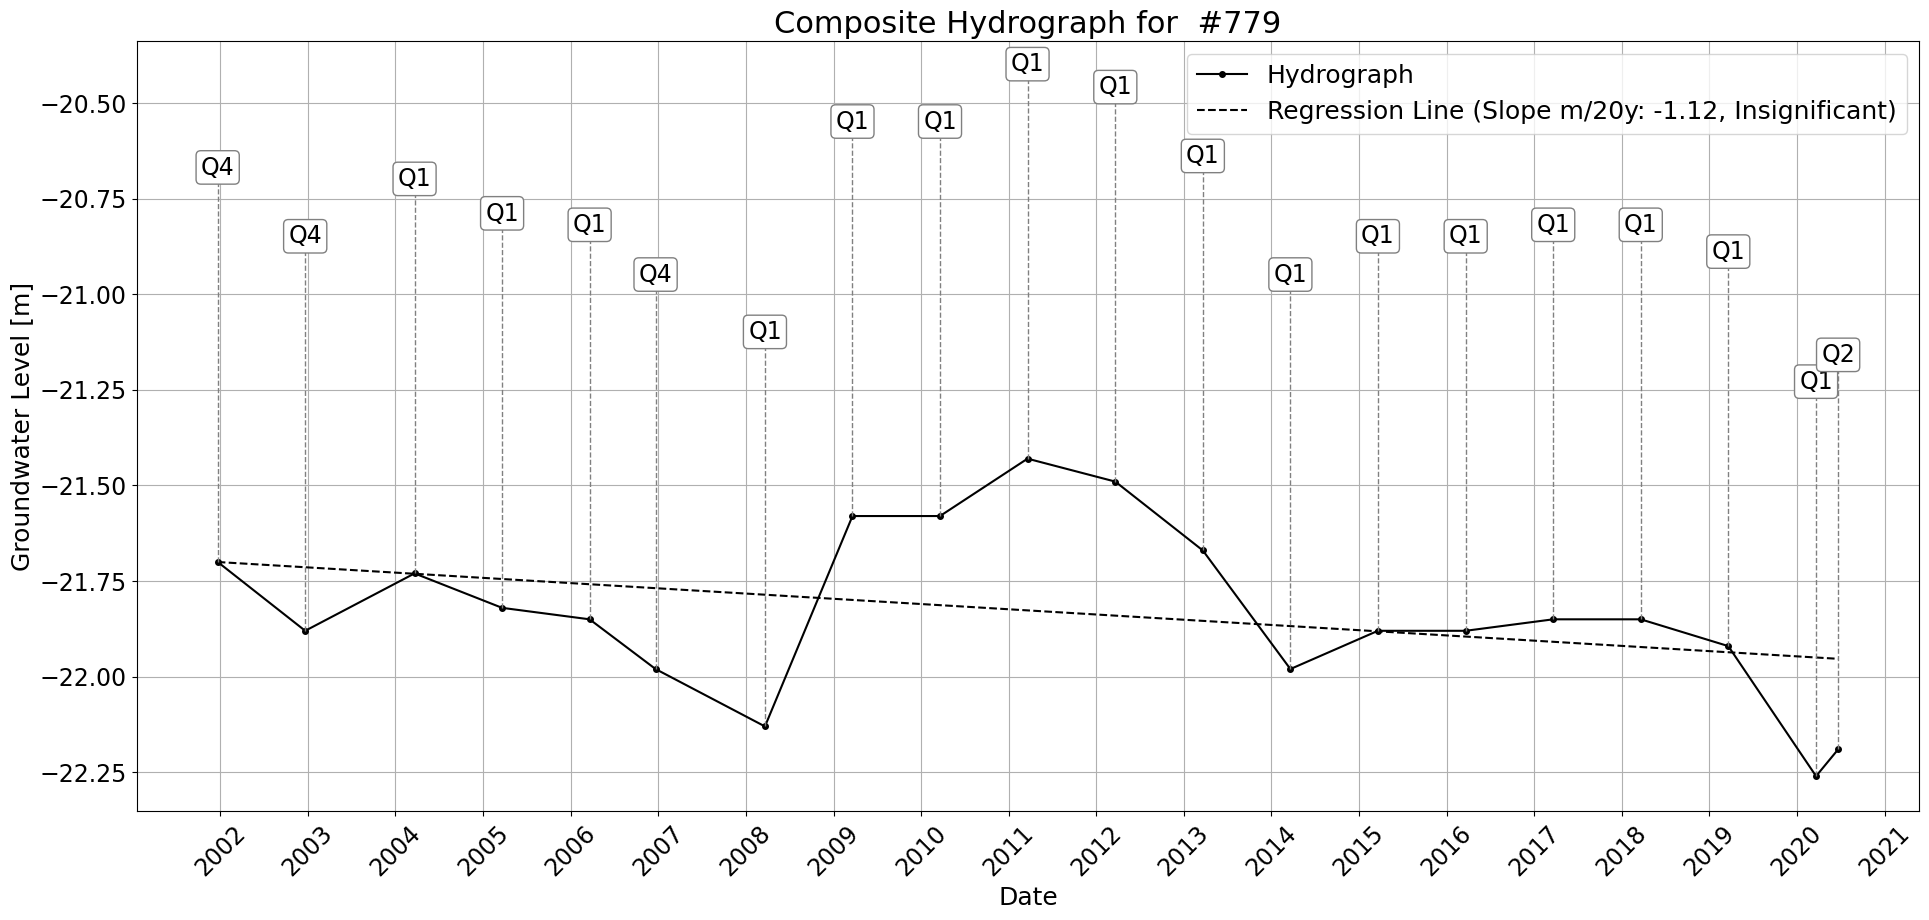 Composite Hydrograph for #779
Hydrograph
Regression Line (Slope m/20y: -1.12, Insignificant)
Groundwater Level [m]
−20.50
−20.75
−21.00
−21.25
−21.50
−21.75
−22.00
−22.25
Q4
Q4
Q1
Q1
Q1
Q4
Q1
Q1
Q1
Q1
Q1
Q1
Q1
Q1
Q1
Q1
Q1
Q1
Q1
Q2
2002
2003
2004
2005
2006
2007
2008
2009
2010
2011
2012
2013
2014
2015
2016
2017
2018
2019
2020
2021
Date